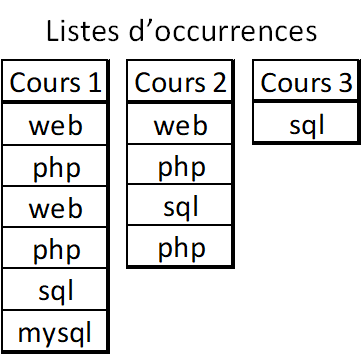 Listes d’occurrences
Cours 1
web
php
web
php
sql
mysql
Cours 2
web
php
sql
php
Cours 3
sql